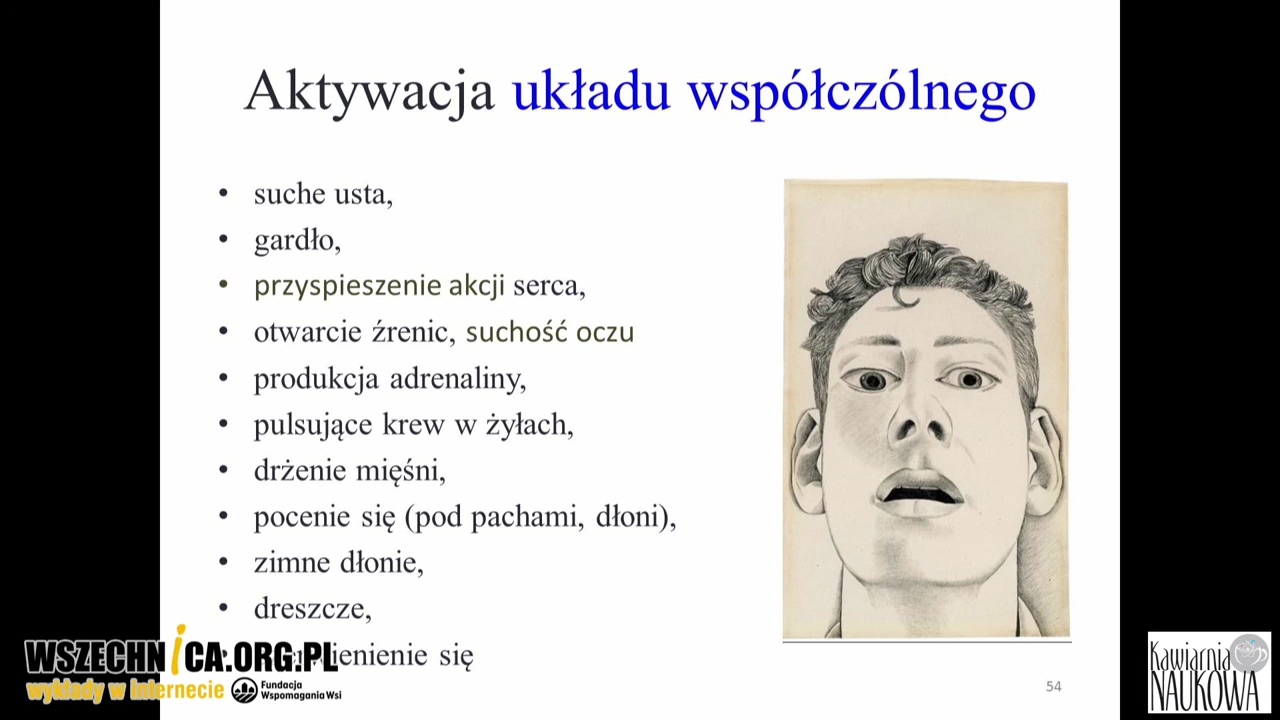 Aktywacja układu współczólnego
• suche usta,
• gardło,
• przyspieszenie akcji serca,
• otwarcie źrenic, suchość oczu
• produkcja adrenaliny,
• pulsujące krew w żyłach,
• drżenie mięśni,
• pocenie się (pod pachami, dłoni),
• zimne dłonie,
• dreszcze,
się
WSZECHNiCA.ORG.PL
wykłady w internecie
Fundacja
Wspomagania Wsi
54
Kawiarnia
NAUKOWA